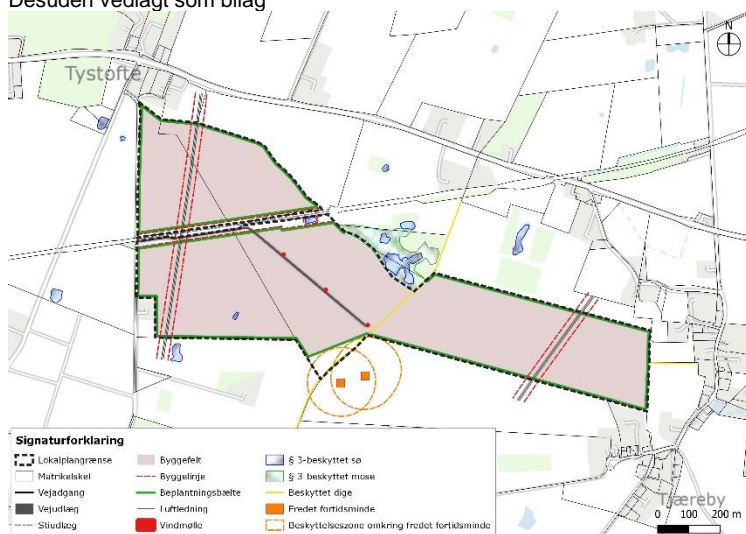 Desuden vedlagt som bilag
N
Tystofte
Tjæreby
Signaturforklaring
Lokalplangrænse
Byggefelt
§ 3-beskyttet sø
Matrikelskel
Byggelinje
§ 3 beskyttet mose
Vejadgang
Beplantningsbælte
Beskyttet dige
Vejudlæg
Luftledning
Fredet fortidsminde
Stiudlæg
Vindmølle
Beskyttelseszone omkring fredet fortidsminde
0 100 200 m